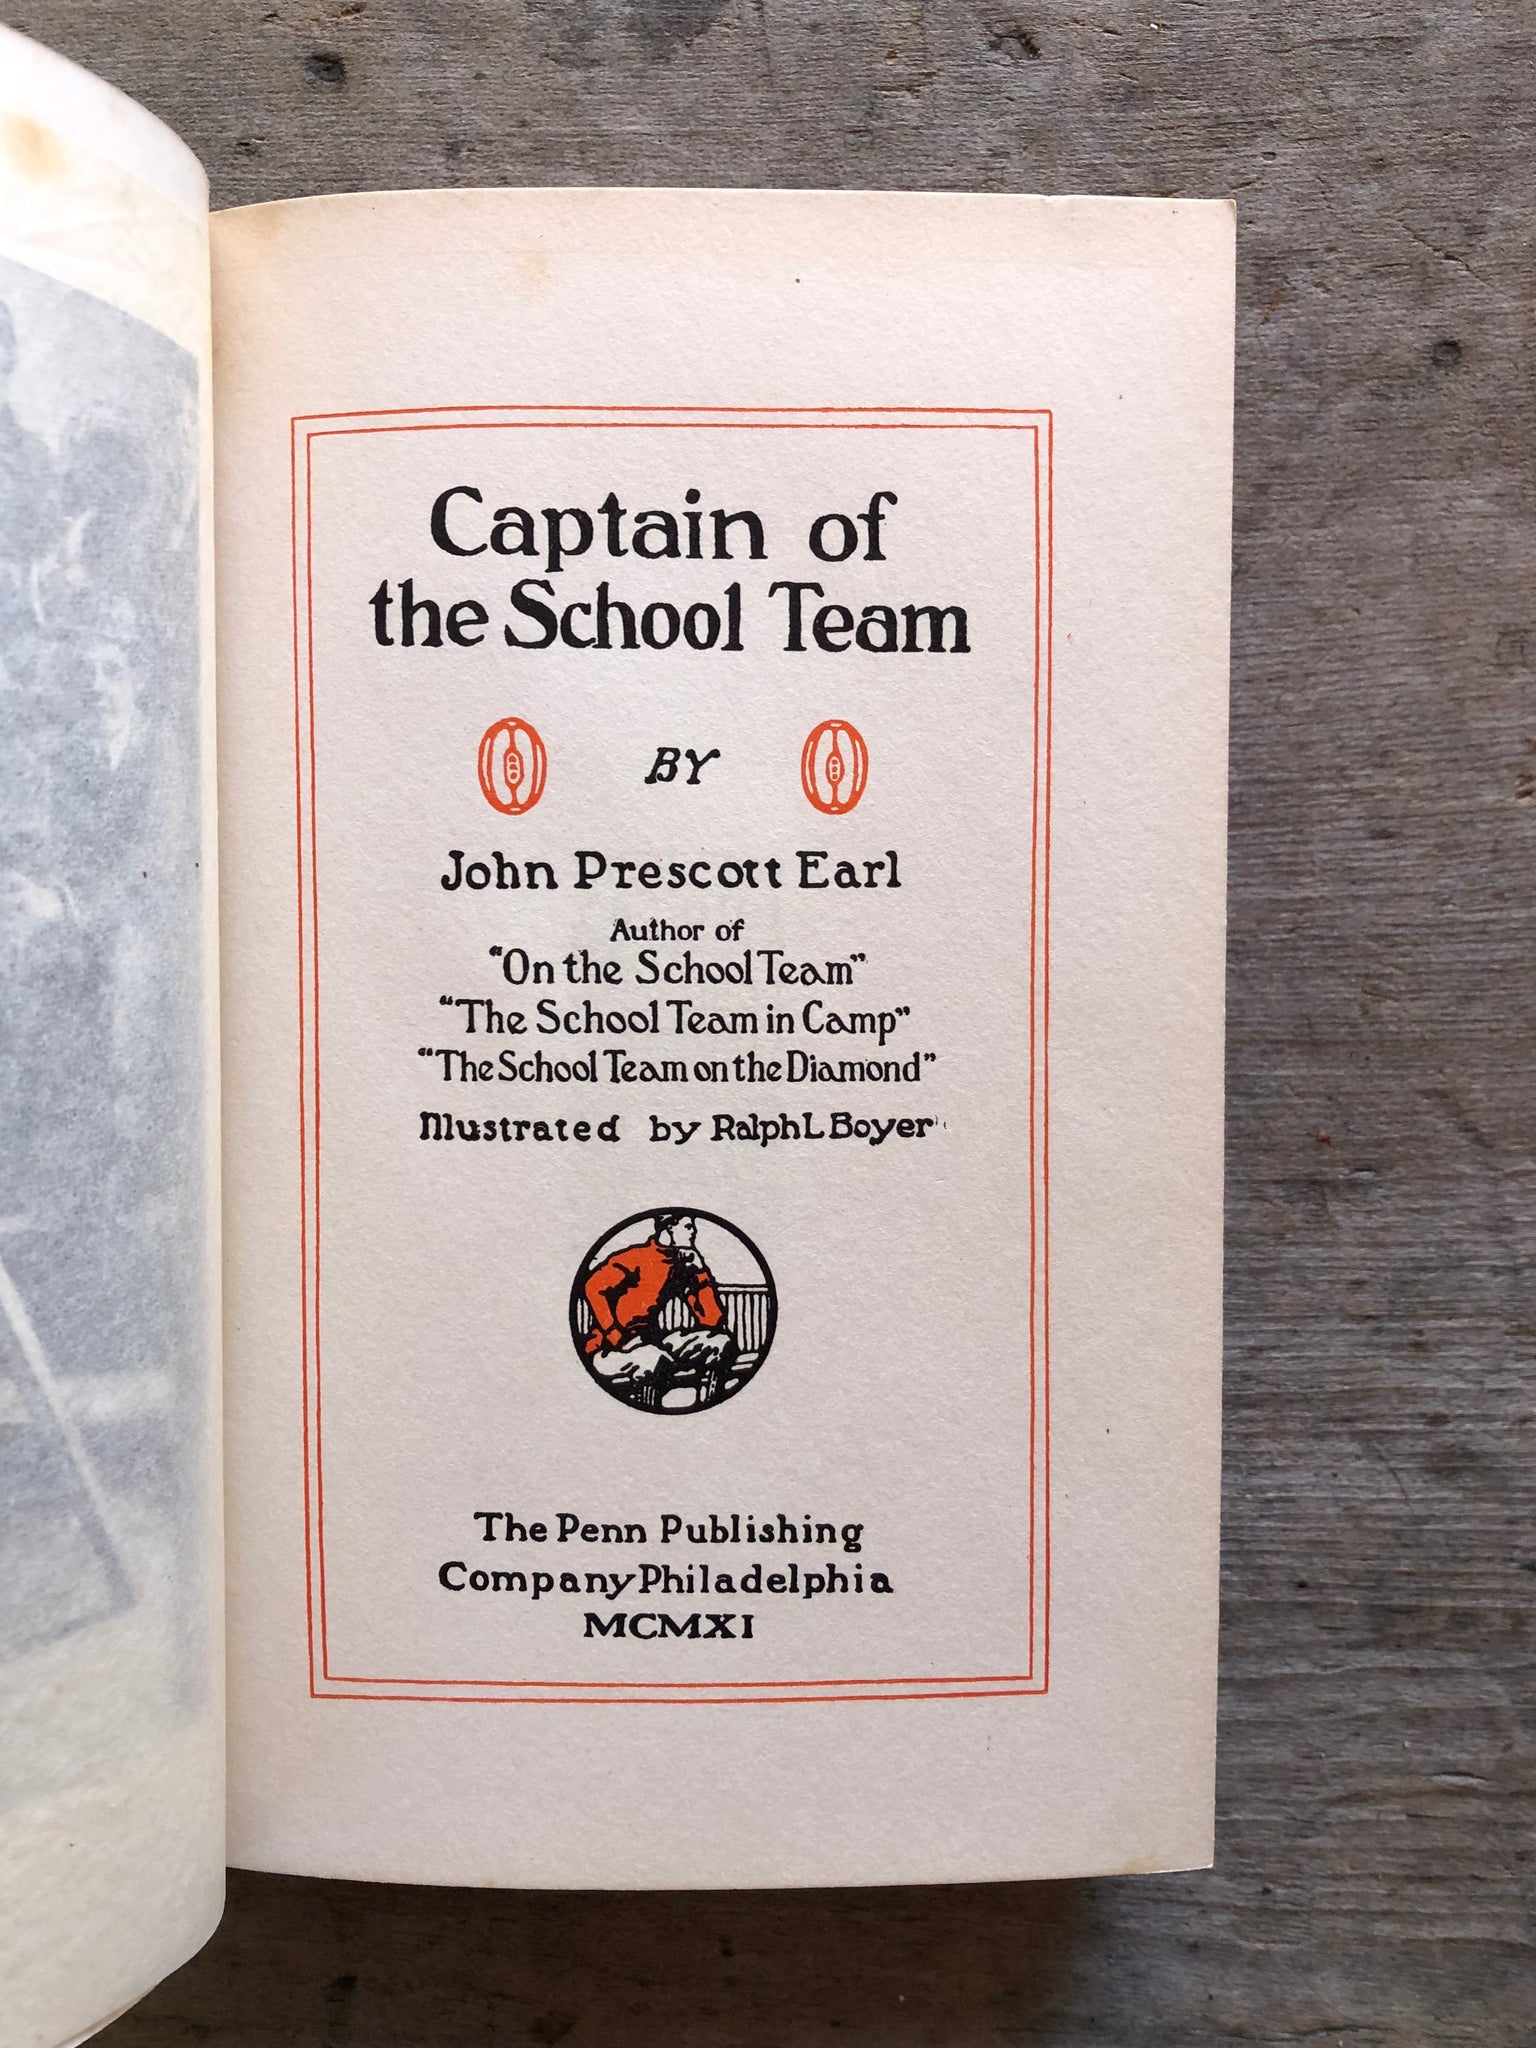 Captain of
the School Team
BY
John Prescott Earl
Author of
"On the School Team"
"The School Team in Camp"
"The School Team on the Diamond"
Illustrated by Ralph L Boyer
The Penn Publishing
Company Philadelphia
MCMXI